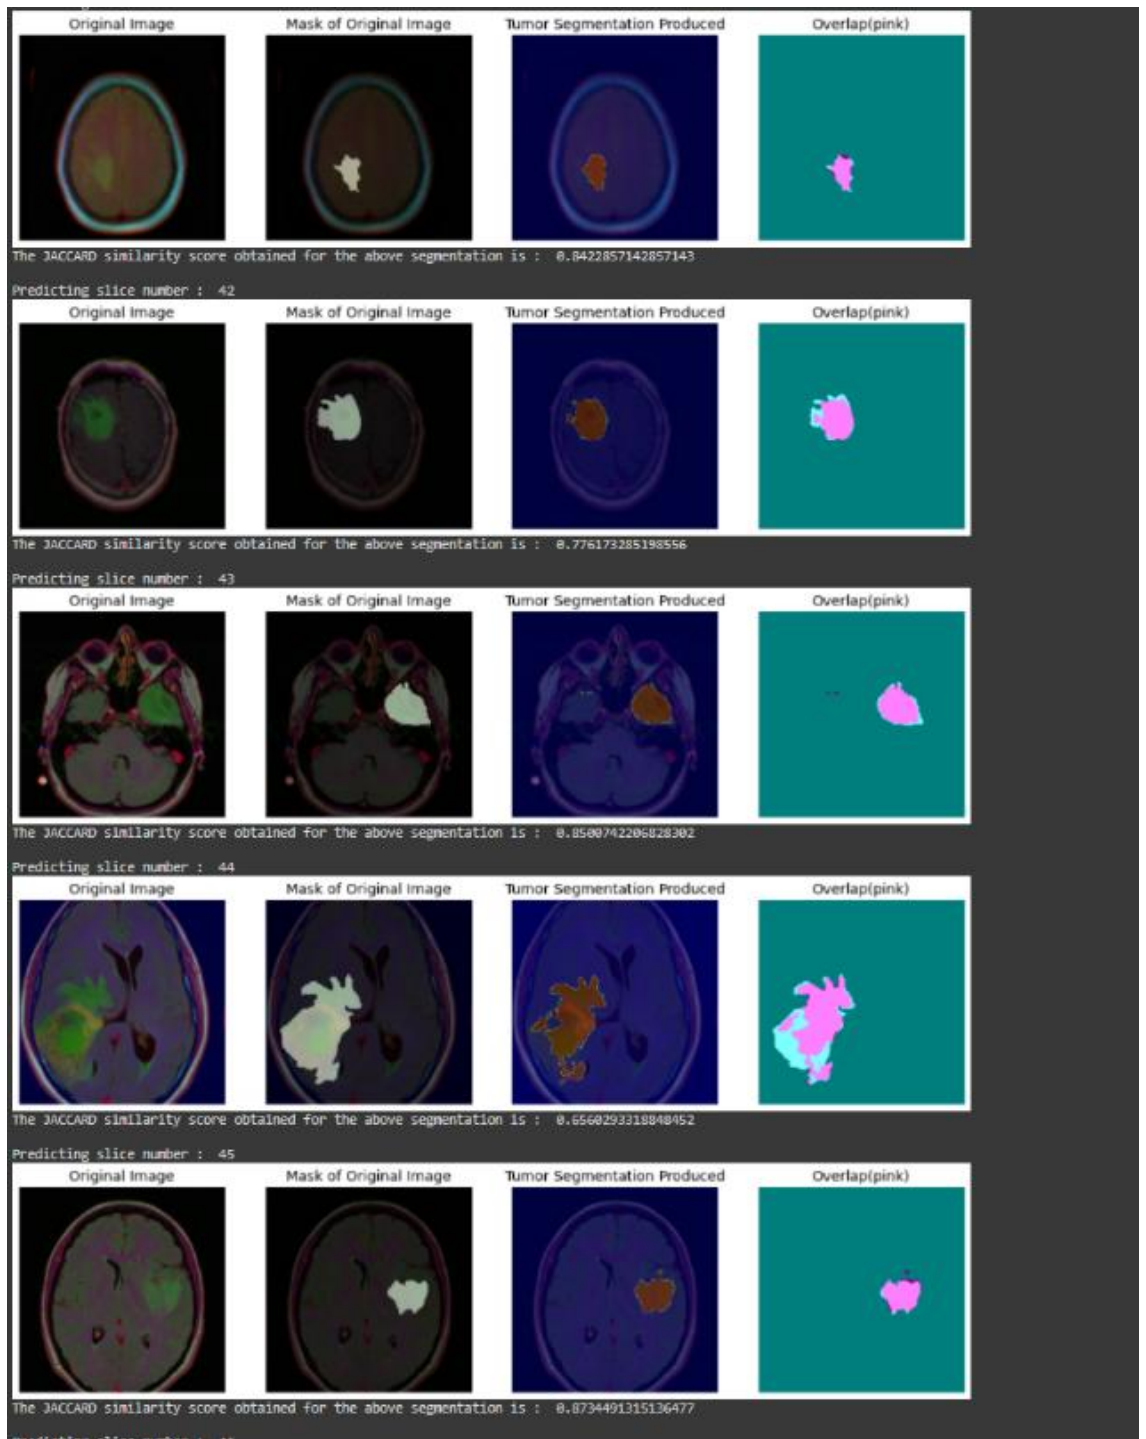 Original Image Mask of Original Image Tumor Segmentation Produced Overlap(pink)
The JACCARD similarity score obtained for the above segmentation is : 0.8422857142857143
Predicting slice number : 42
Original Image Mask of Original Image Tumor Segmentation Produced Overlap(pink)
The JACCARD similarity score obtained for the above segmentation is : 0.776173285198556
Predicting slice number : 43
Original Image Mask of Original Image Tumor Segmentation Produced Overlap(pink)
The JACCARD similarity score obtained for the above segmentation is : 0.8500742206828302
Predicting slice number : 44
Original Image Mask of Original Image Tumor Segmentation Produced Overlap(pink)
The JACCARD similarity score obtained for the above segmentation is : 0.6560293318848452
Predicting slice number : 45
Original Image Mask of Original Image Tumor Segmentation Produced Overlap(pink)
The JACCARD similarity score obtained for the above segmentation is : 0.8734491315136477